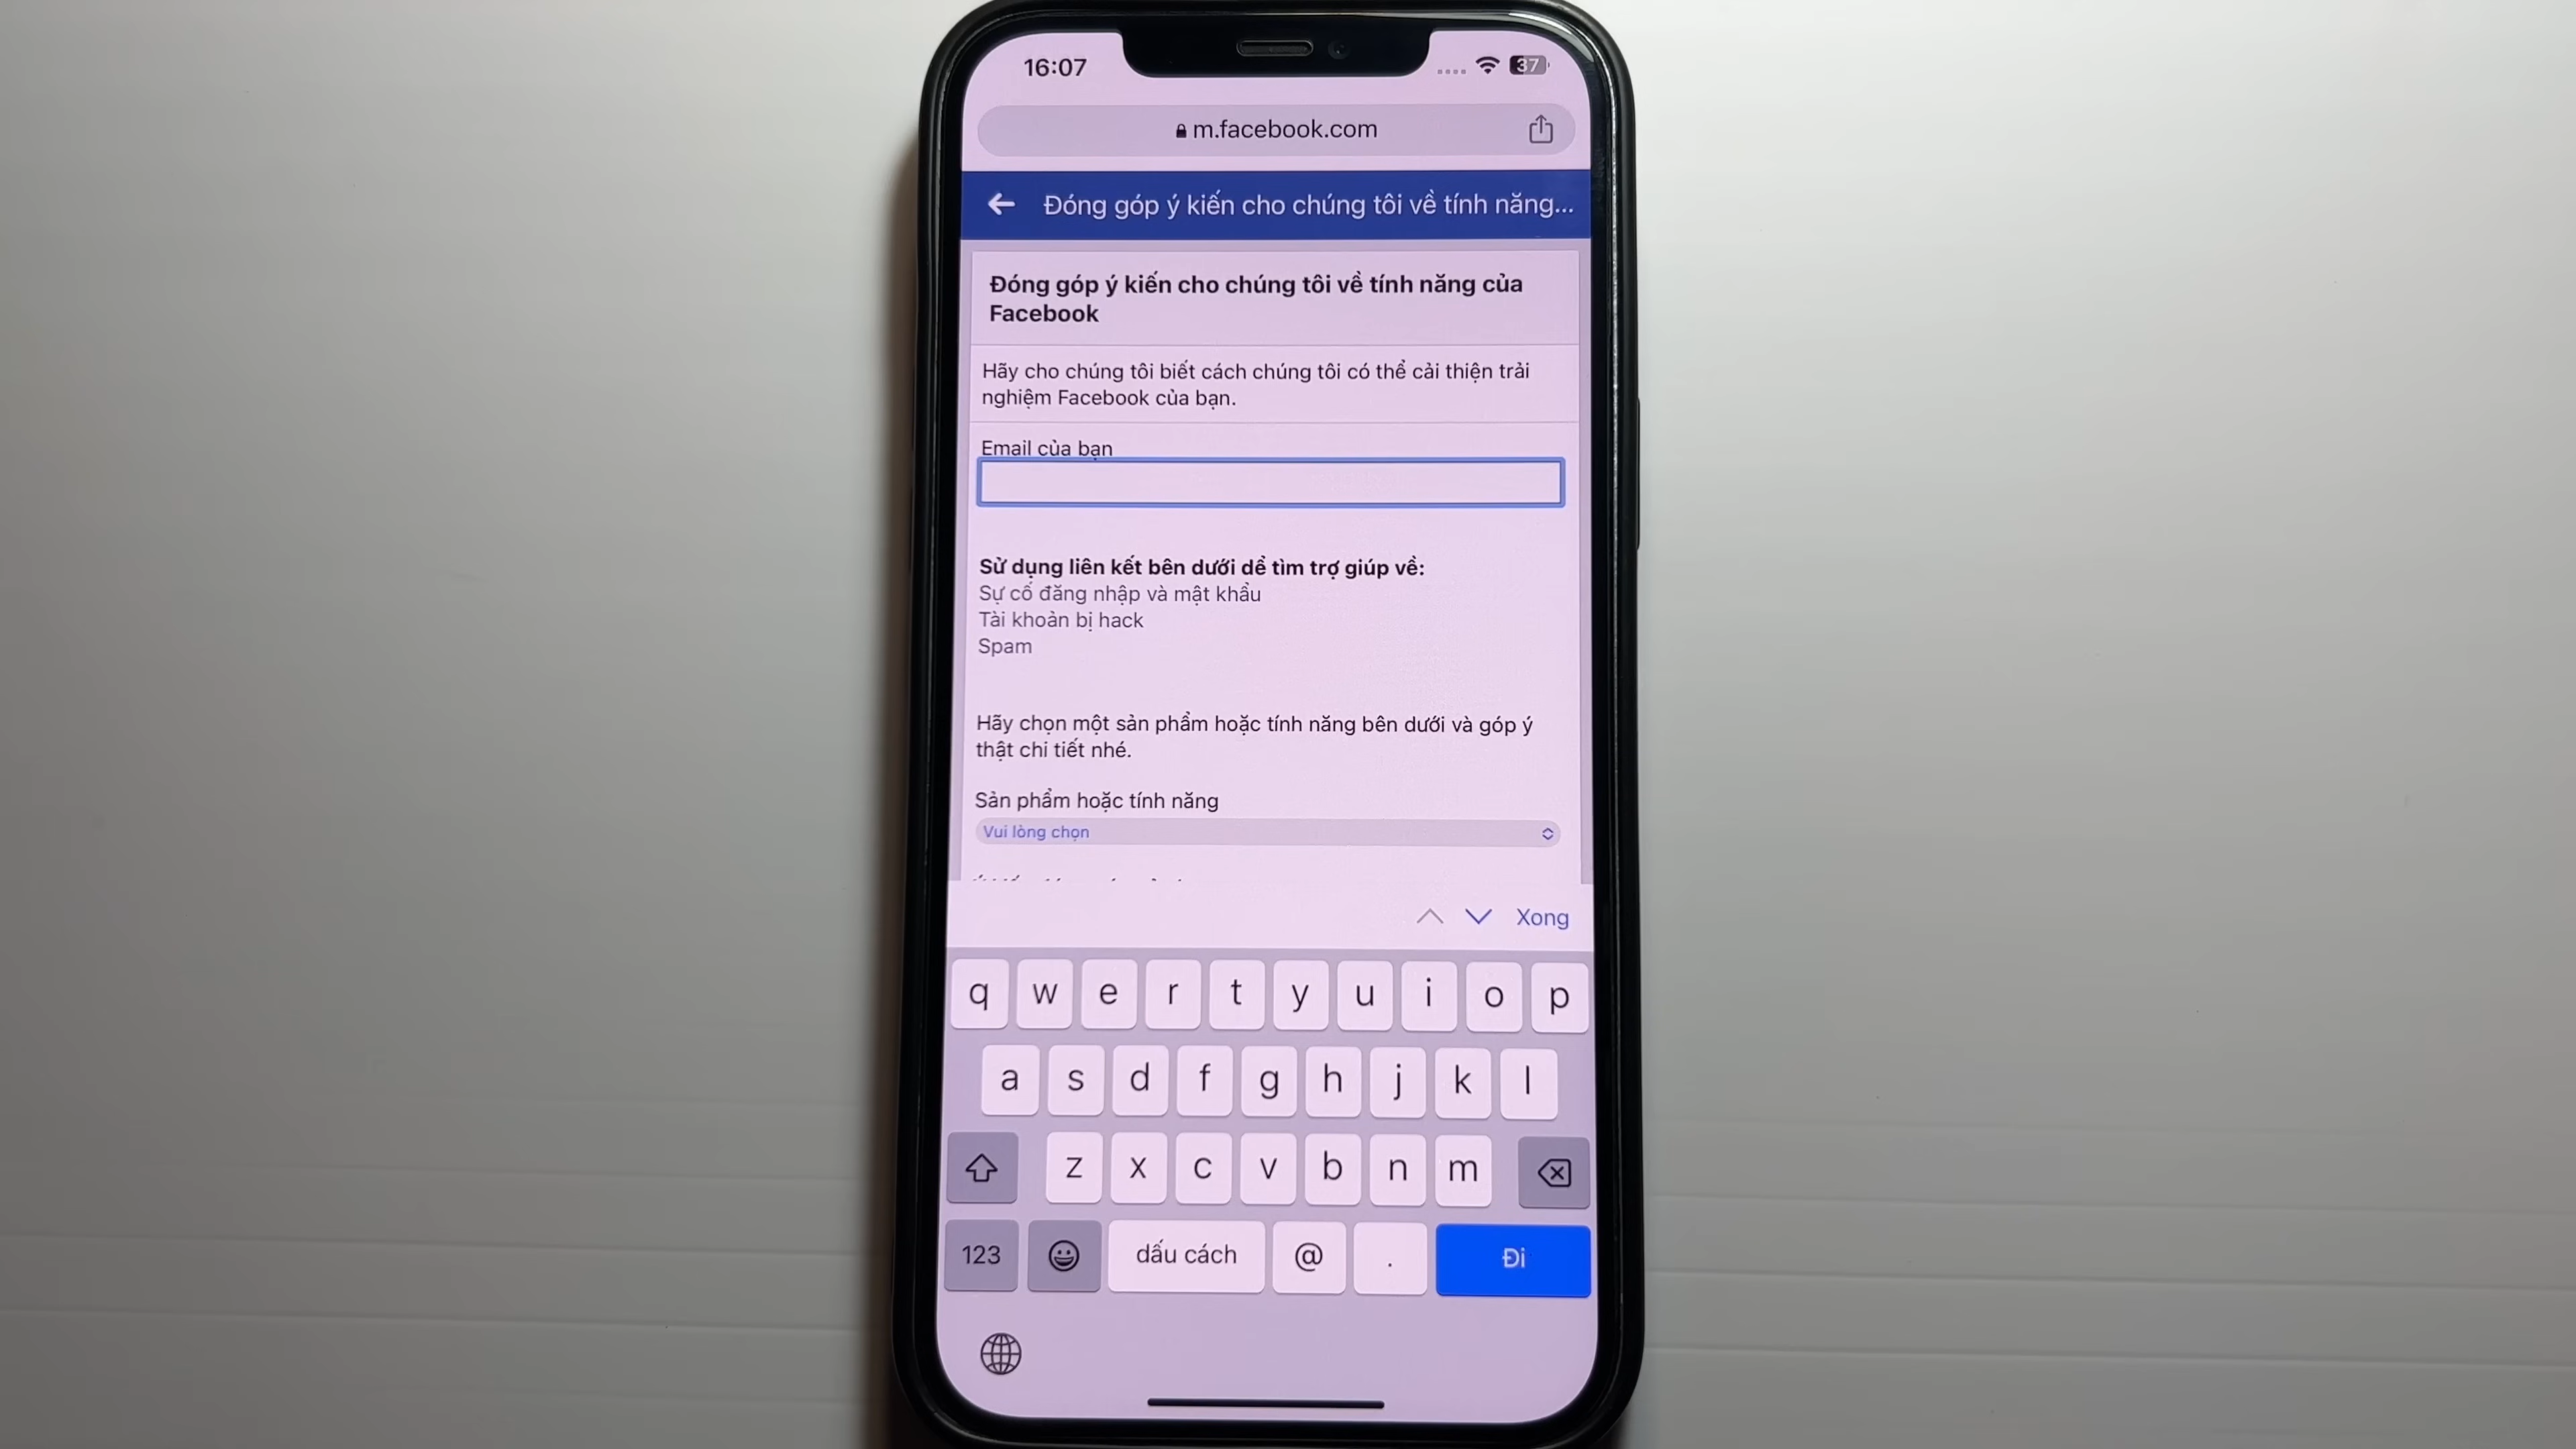 16:07
37
m.facebook.com
Đóng góp ý kiến cho chúng tôi về tính năng...
Đóng góp ý kiến cho chúng tôi về tính năng của
Facebook
Hãy cho chúng tôi biết cách chúng tôi có thể cải thiện trải
nghiệm Facebook của bạn.
Email của bạn
Sử dụng liên kết bên dưới dể tìm trợ giúp về:
Sự cố đăng nhập và mật khẩu
Tài khoản bị hack
Spam
Hãy chọn một sản phẩm hoặc tính năng bên dưới và góp ý
thật chi tiết nhé.
Sản phẩm hoặc tính năng
Vui lòng chọn
Xong
q w e r t y u i o p
a s d f g h j k l
z x c v b n m
123 dấu cách @ . Đi